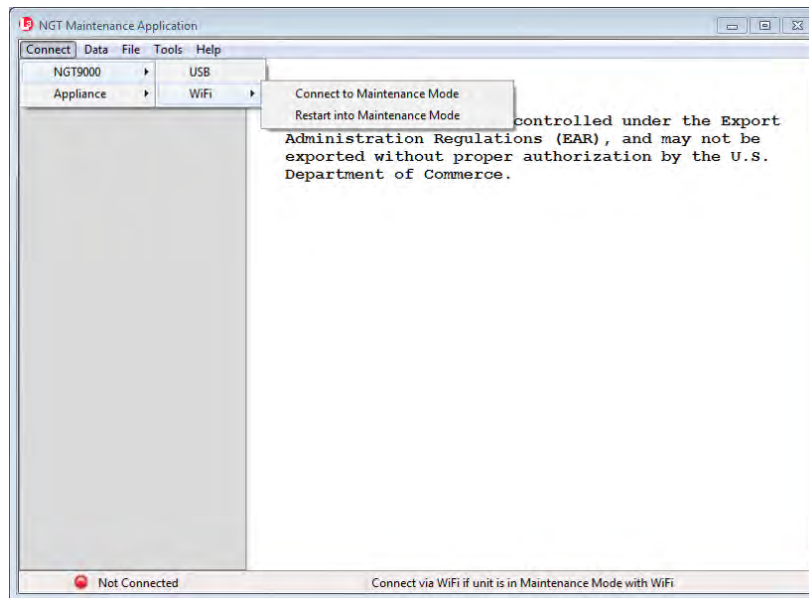 NGT Maintenance Application
Connect Data File Tools Help
NGT9000 USB
Appliance WiFi Connect to Maintenance Mode
Restart into Maintenance Mode
controlled under the Export
Administration Regulations (EAR), and may not be
exported without proper authorization by the U.S.
Department of Commerce.
Not Connected Connect via WiFi if unit is in Maintenance Mode with WiFi